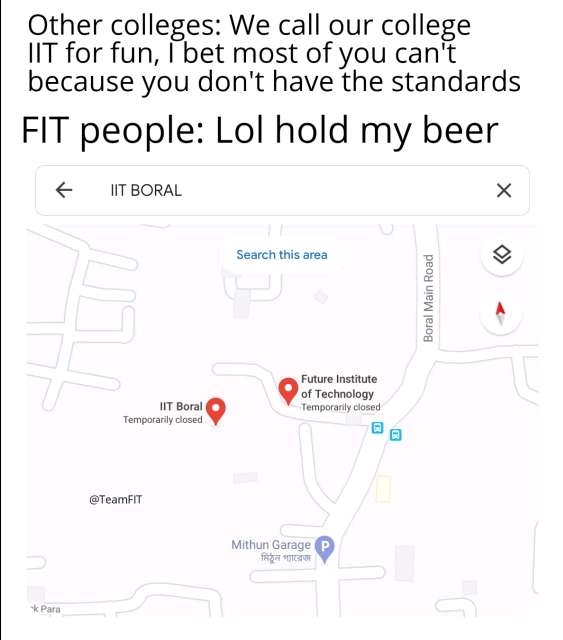 Other colleges: We call our college
IIT for fun, I bet most of you can't
because you don't have the standards
FIT people: Lol hold my beer
IIT BORAL
Search this area
Boral Main Road
Future Institute
of Technology
Temporarily closed
IIT Boral
Temporarily closed
@TeamFIT
Mithun Garage
P
মিঠুন গ্যারেজ
Para